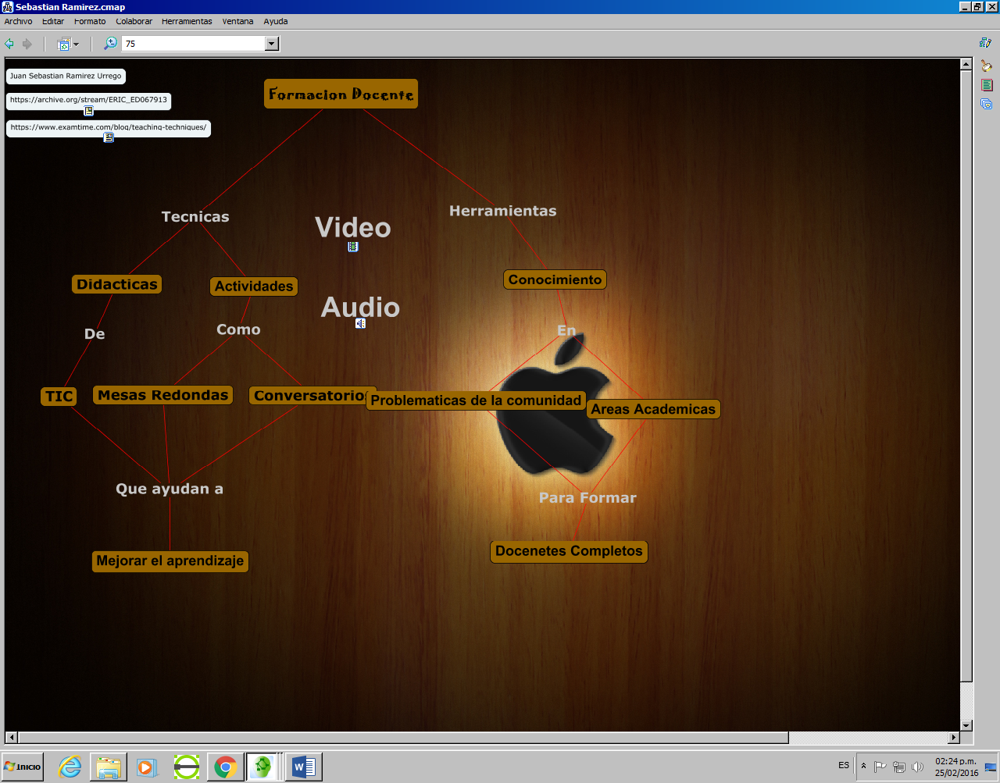 Sebastian Ramirez.cmap
Archivo Editar Formato Colaborar Herramientas Ventana Ayuda
75
Juan Sebastian Ramirez Urrego
https://archive.org/stream/ERIC_ED067913
https://www.examtime.com/blog/teaching-techniques/
Formacion Docente
Tecnicas
Herramientas
Video
Didacticas
Actividades
Conocimiento
Audio
De
Como
En
TIC
Mesas Redondas
Conversatorios
Problematicas de la comunidad
Areas Academicas
Que ayudan a
Para Formar
Mejorar el aprendizaje
Docenetes Completos
Inicio
ES
02:24 p.m.
25/02/2016